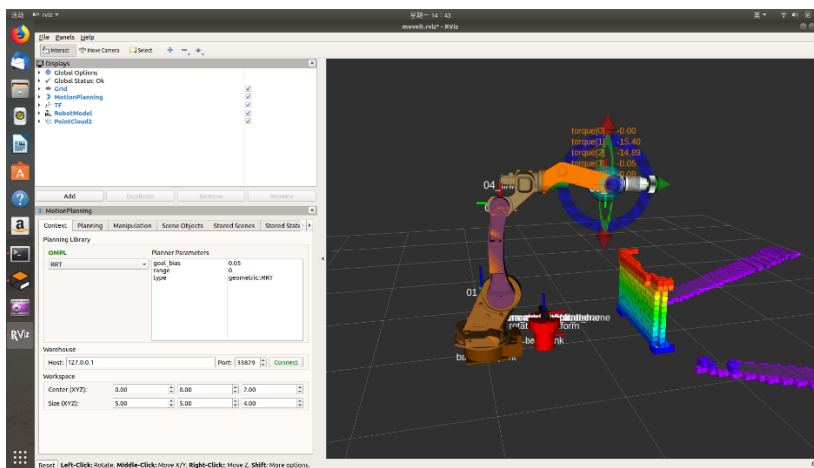 活动
rviz
星期一 14：43
英
moveit.rviz* - RViz
File Panels Help
Interact Move Camera Select
Displays
Global Options
Global Status: Ok
Grid
MotionPlanning
TF
RobotModel
PointCloud2
Add Duplicate Remove Rename
MotionPlanning
Context Planning Manipulation Scene Objects Stored Scenes Stored State
Planning Library
OMPL Planner Parameters
RRT
goal_bias 0.05
range 0
type geometric::RRT
Warehouse
Host: 127.0.0.1 Port: 33829 Connect
Workspace
Center (XYZ): 0.00 0.00 2.00
Size (XYZ): 5.00 5.00 4.00
Reset Left-Click: Rotate. Middle-Click: Move X/Y. Right-Click: Move Z. Shift: More options.
RViz
torque[0] -0.00
torque[1] -15.40
torque[2] -14.89
-0.05
0.09
04
01